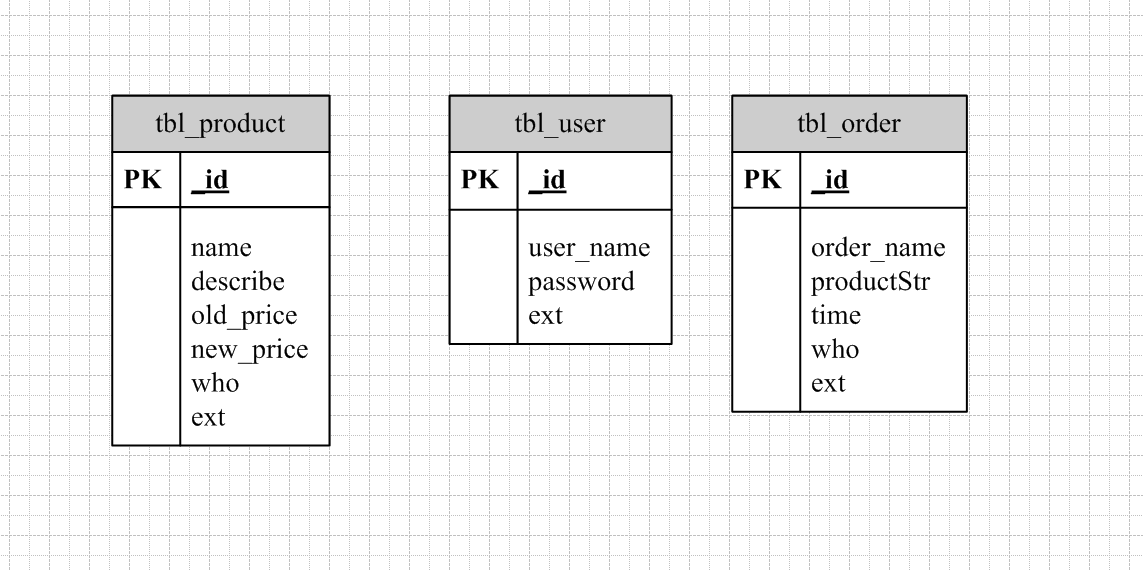 tbl_product
PK _id
name
describe
old_price
new_price
who
ext
tbl_user
PK _id
user_name
password
ext
tbl_order
PK _id
order_name
productStr
time
who
ext